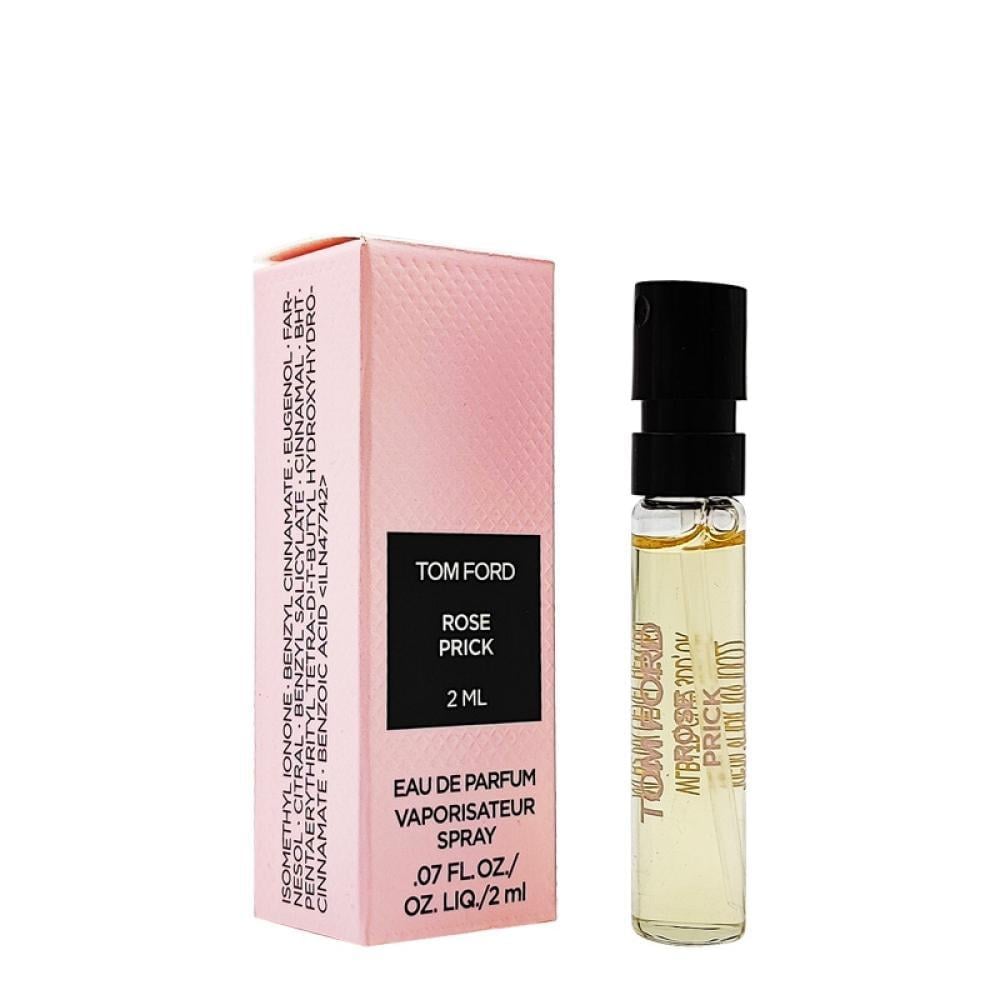 ISOMETHYL IONONE · BENZYL CINNAMATE · EUGENOL · FAR-
NESOL · CITRAL · BENZYL SALICYLATE · CINNAMAL · BHT ·
PENTAERYTHRITYL TETRA-DI-T-BUTYL HYDROXYHYDRO-
CINNAMATE · BENZOIC ACID <ILN47742>
TOM FORD
ROSE
PRICK
2 ML
EAU DE PARFUM
VAPORISATEUR
SPRAY
.07 FL.OZ./
OZ. LIQ./2 ml
TOM FORD
ROSE
PRICK